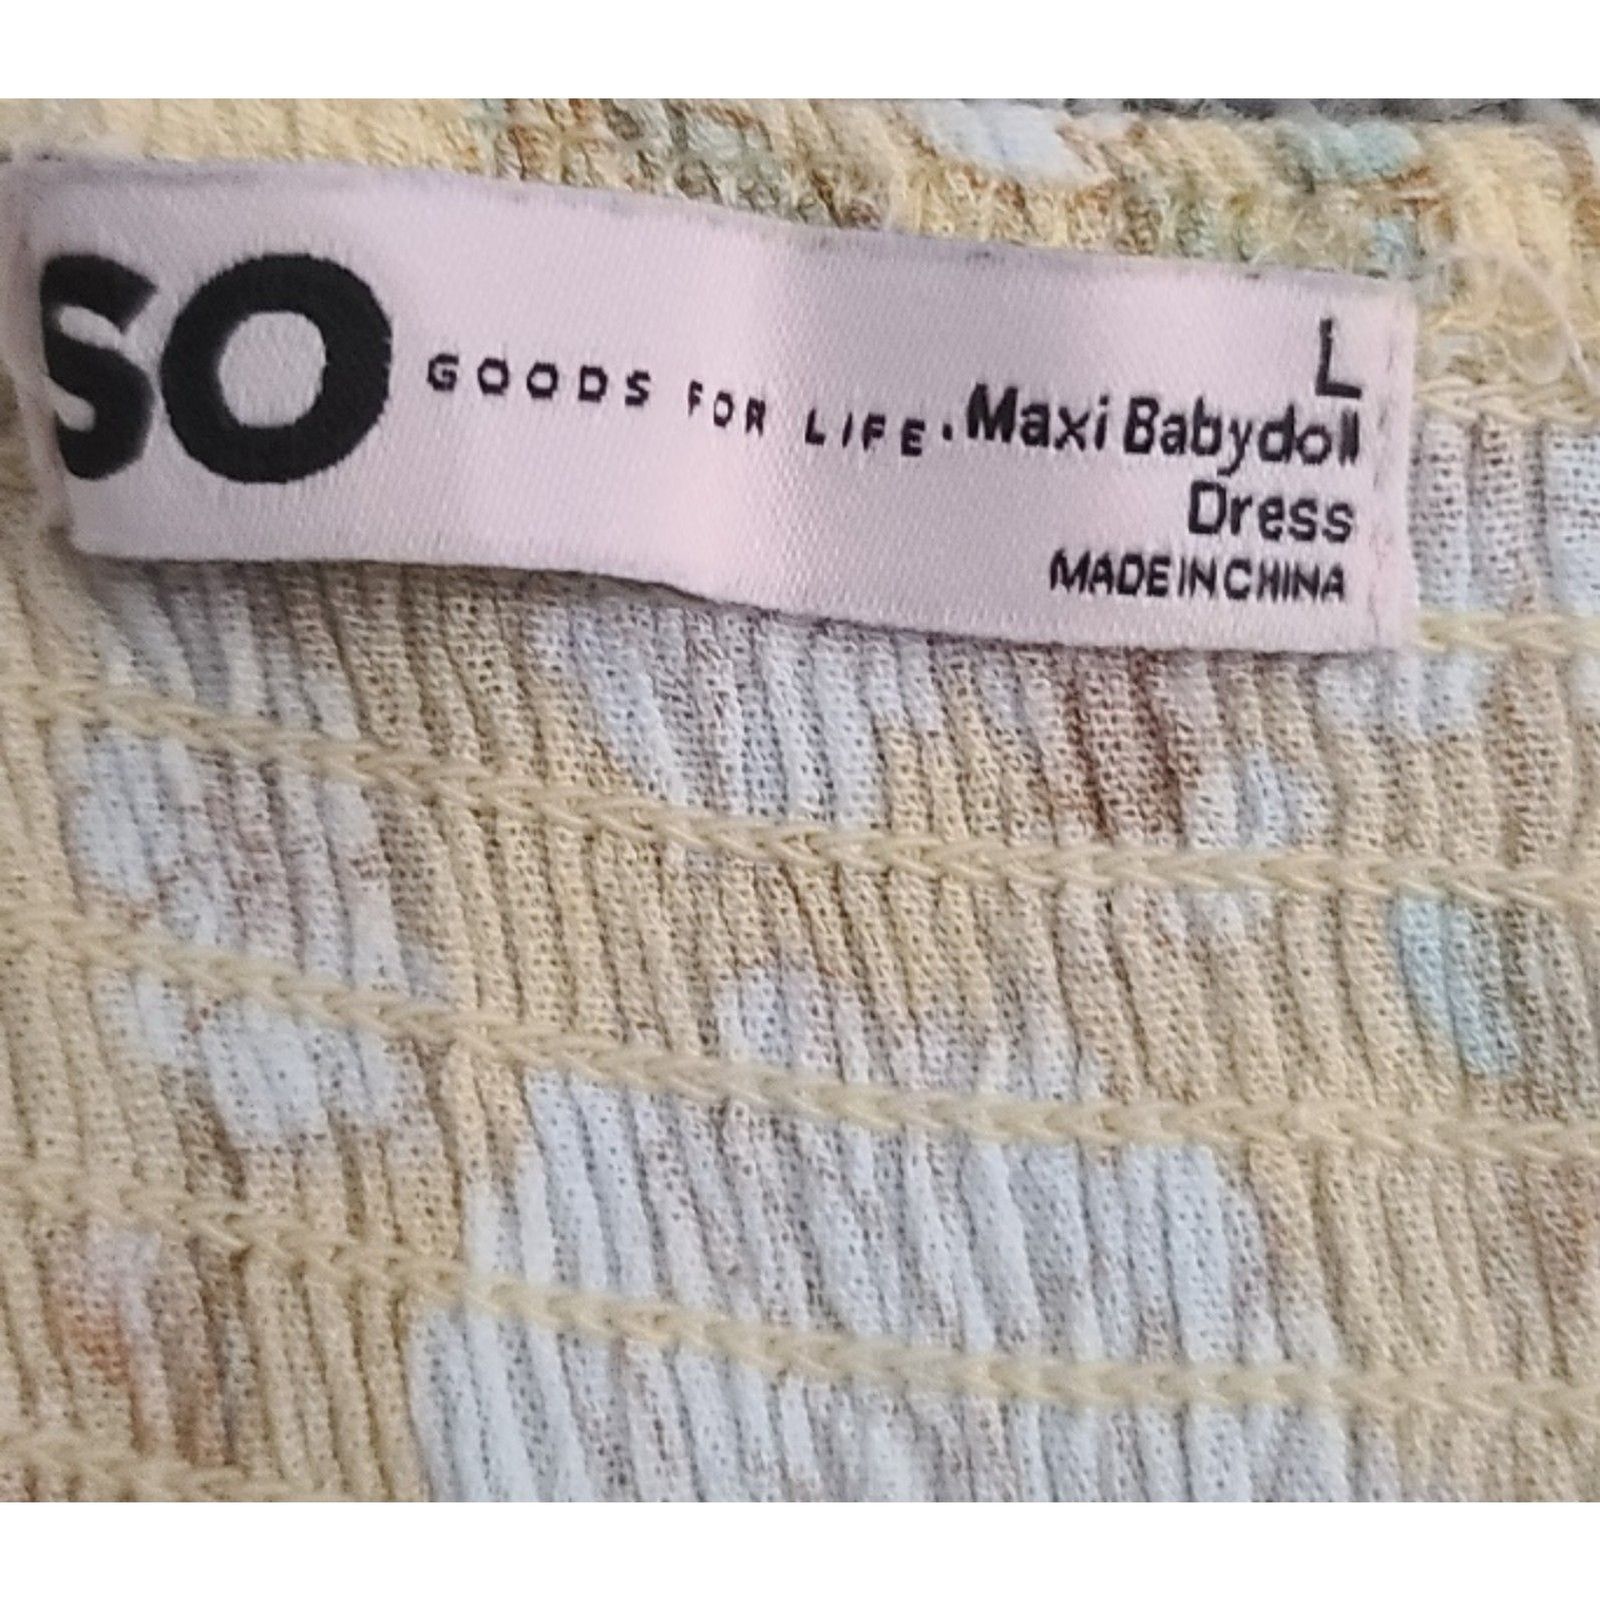 SO GOODS FOR LIFE.
L
Maxi Babydoll
Dress
MADE IN CHINA